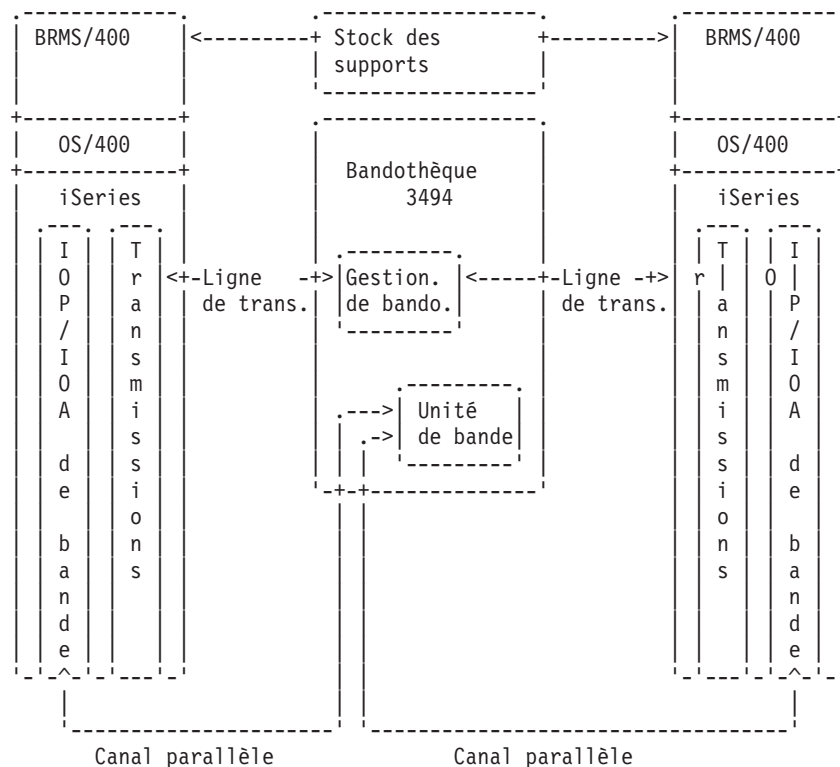 BRMS/400
Stock des
supports
BRMS/400
OS/400
OS/400
Bandothèque
3494
iSeries
iSeries
IOP/IOA de bande
Transmissions
Ligne
de trans.
Gestion.
de bando.
Ligne
de trans.
Transmissions
IOP/IOA de bande
Unité
de bande
Canal parallèle
Canal parallèle